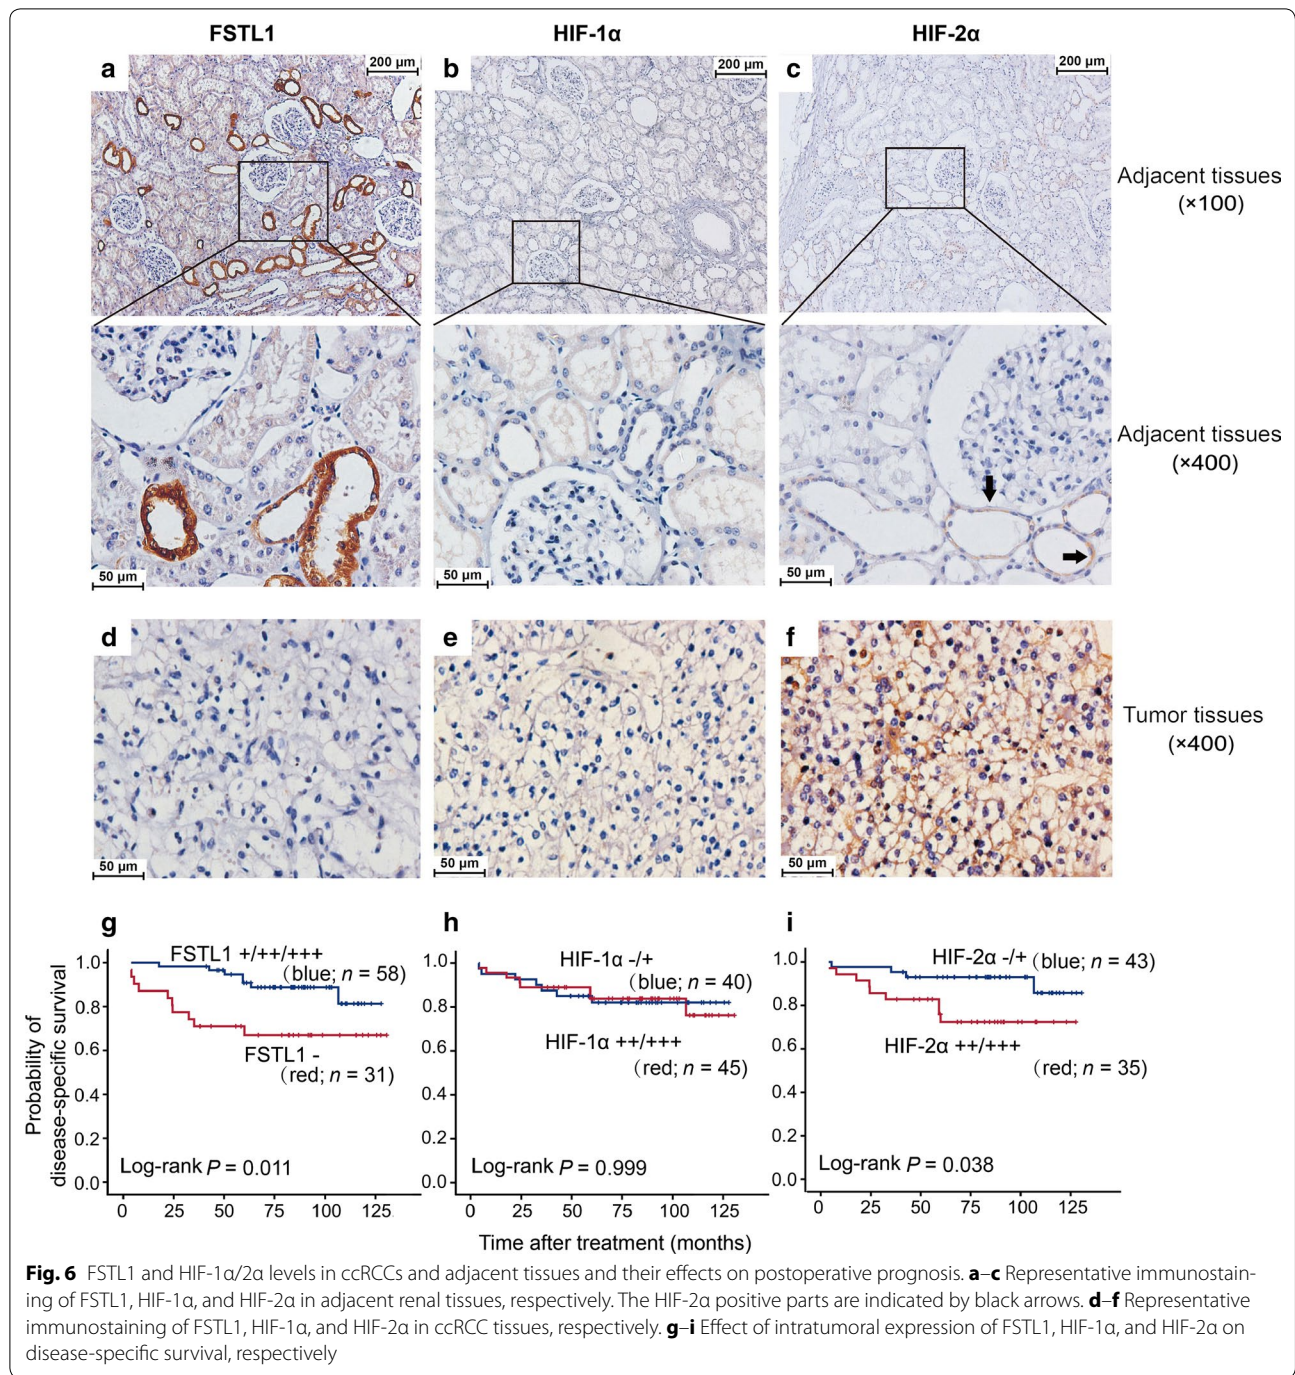 FSTL1
HIF-1α
HIF-2α
a
200 µm
b
200 µm
c
200 µm
Adjacent tissues
(×100)
50 µm
50 µm
50 µm
Adjacent tissues
(×400)
d
50 µm
e
50 µm
f
50 µm
Tumor tissues
(×400)
g
Probability of
disease-specific survival
1.0
0.8
0.6
0.4
0.2
0.0
FSTL1 +/++/+++
(blue; n = 58)
FSTL1 -
(red; n = 31)
Log-rank P = 0.011
0 25 50 75 100 125
h
1.0
0.8
0.6
0.4
0.2
0.0
HIF-1α -/+
(blue; n = 40)
HIF-1α ++/+++
(red; n = 45)
Log-rank P = 0.999
0 25 50 75 100 125
i
1.0
0.8
0.6
0.4
0.2
0.0
HIF-2α -/+ (blue; n = 43)
HIF-2α ++/+++
(red; n = 35)
Log-rank P = 0.038
0 25 50 75 100 125
Time after treatment (months)
Fig. 6 FSTL1 and HIF-1α/2α levels in ccRCCs and adjacent tissues and their effects on postoperative prognosis. a–c Representative immunostain-
ing of FSTL1, HIF-1α, and HIF-2α in adjacent renal tissues, respectively. The HIF-2α positive parts are indicated by black arrows. d–f Representative
immunostaining of FSTL1, HIF-1α, and HIF-2α in ccRCC tissues, respectively. g–i Effect of intratumoral expression of FSTL1, HIF-1α, and HIF-2α on
disease-specific survival, respectively